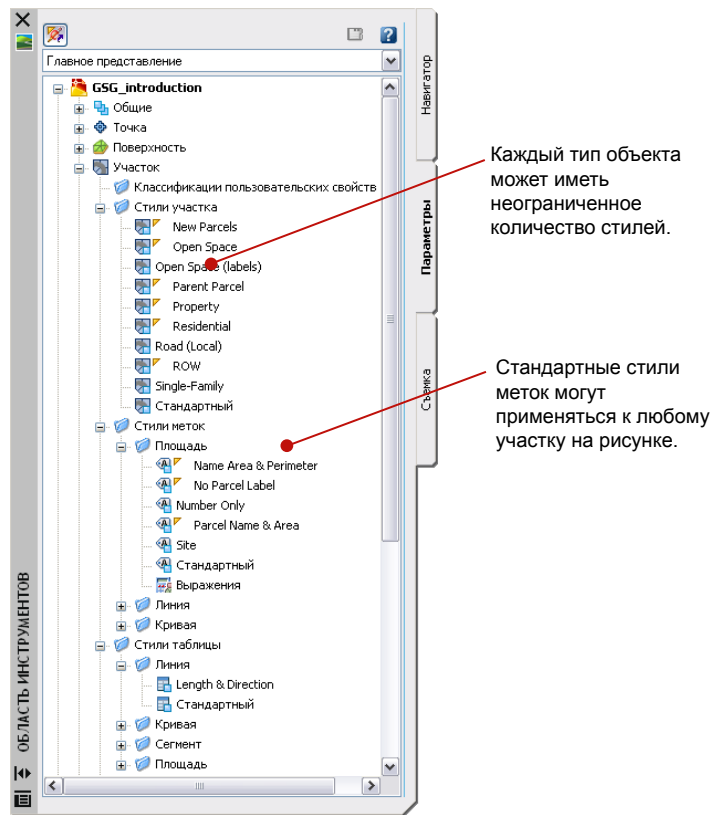 Главное представление
GSG_introduction
Общие
Точка
Поверхность
Участок
Классификации пользовательских свойств
Стили участка
New Parcels
Open Space
Open Space (labels)
Parent Parcel
Property
Residential
Road (Local)
ROW
Single-Family
Стандартный
Стили меток
Площадь
Name Area & Perimeter
No Parcel Label
Number Only
Parcel Name & Area
Site
Стандартный
Выражения
Линия
Кривая
Стили таблицы
Линия
Length & Direction
Стандартный
Кривая
Сегмент
Площадь
ОБЛАСТЬ ИНСТРУМЕНТОВ
Навигатор
Параметры
Съемка
Каждый тип объекта
может иметь
неограниченное
количество стилей.
Стандартные стили
меток могут
применяться к любому
участку на рисунке.